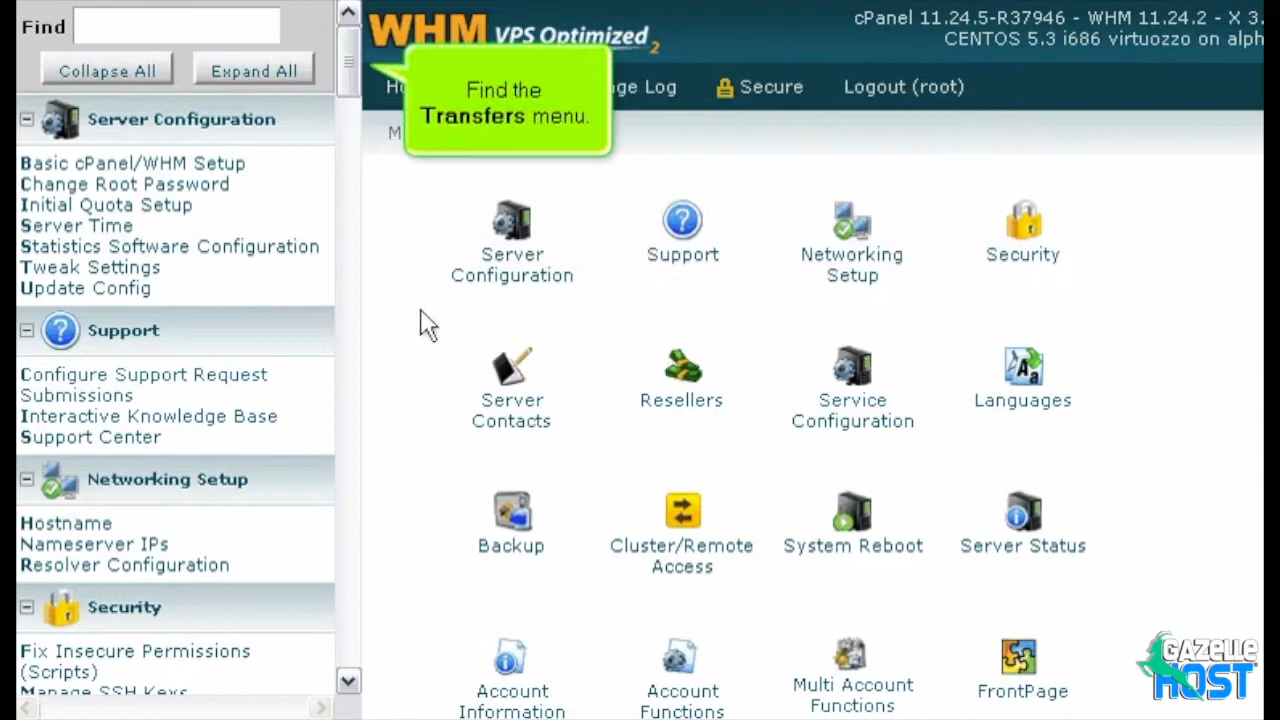 Find
Collapse All
Expand All
Server Configuration
Basic cPanel/WHM Setup
Change Root Password
Initial Quota Setup
Server Time
Statistics Software Configuration
Tweak Settings
Update Config
Support
Configure Support Request
Submissions
Interactive Knowledge Base
Support Center
Networking Setup
Hostname
Nameserver IPs
Resolver Configuration
Security
Fix Insecure Permissions
(Scripts)
Manage SSH Keys
WHM VPS Optimized 2
cPanel 11.24.5-R37946 - WHM 11.24.2 - X 3.
CENTOS 5.3 i686 virtuozzo on alph
Find the
Transfers menu.
Log
Secure
Logout (root)
Server
Configuration
Support
Networking
Setup
Security
Server
Contacts
Resellers
Service
Configuration
Languages
Backup
Cluster/Remote
Access
System Reboot
Server Status
Account
Information
Account
Functions
Multi Account
Functions
FrontPage
GAZELLE
HOST